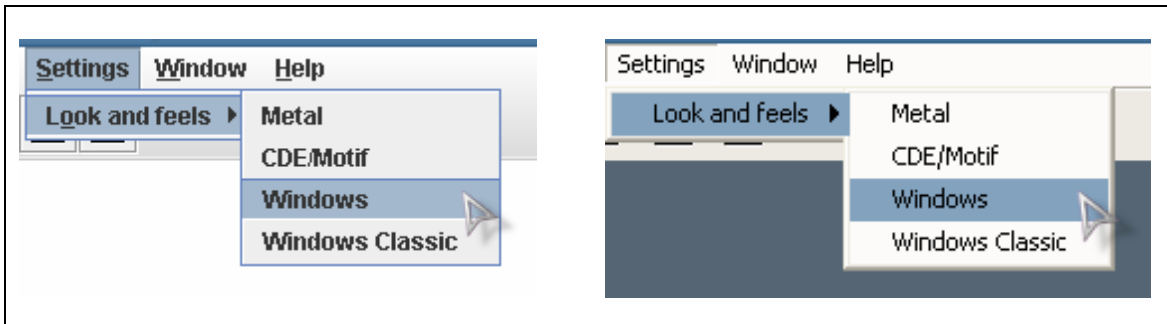 Settings Window Help
Look and feels
Metal
CDE/Motif
Windows
Windows Classic
Settings Window Help
Look and feels
Metal
CDE/Motif
Windows
Windows Classic